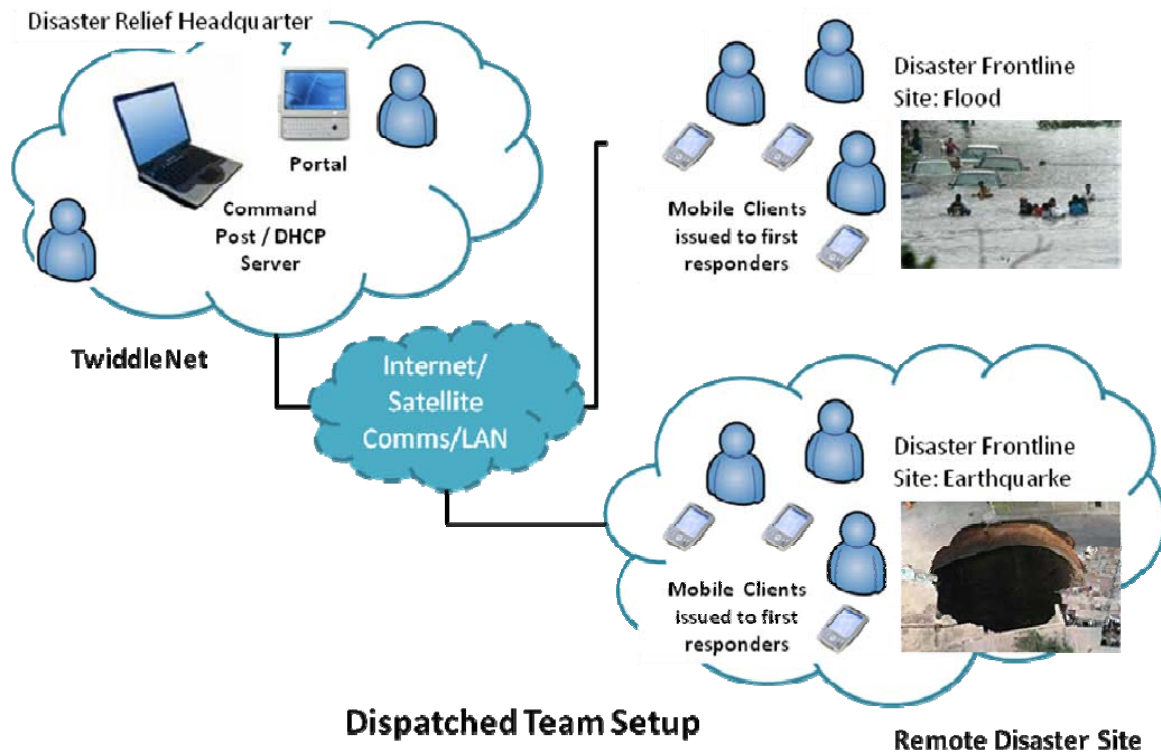 Disaster Relief Headquarter
Portal
Command
Post / DHCP
Server
TwiddleNet
Internet/
Satellite
Comms/LAN
Disaster Frontline
Site: Flood
Mobile Clients
issued to first
responders
Disaster Frontline
Site: Earthquarke
Mobile Clients
issued to first
responders
Dispatched Team Setup
Remote Disaster Site